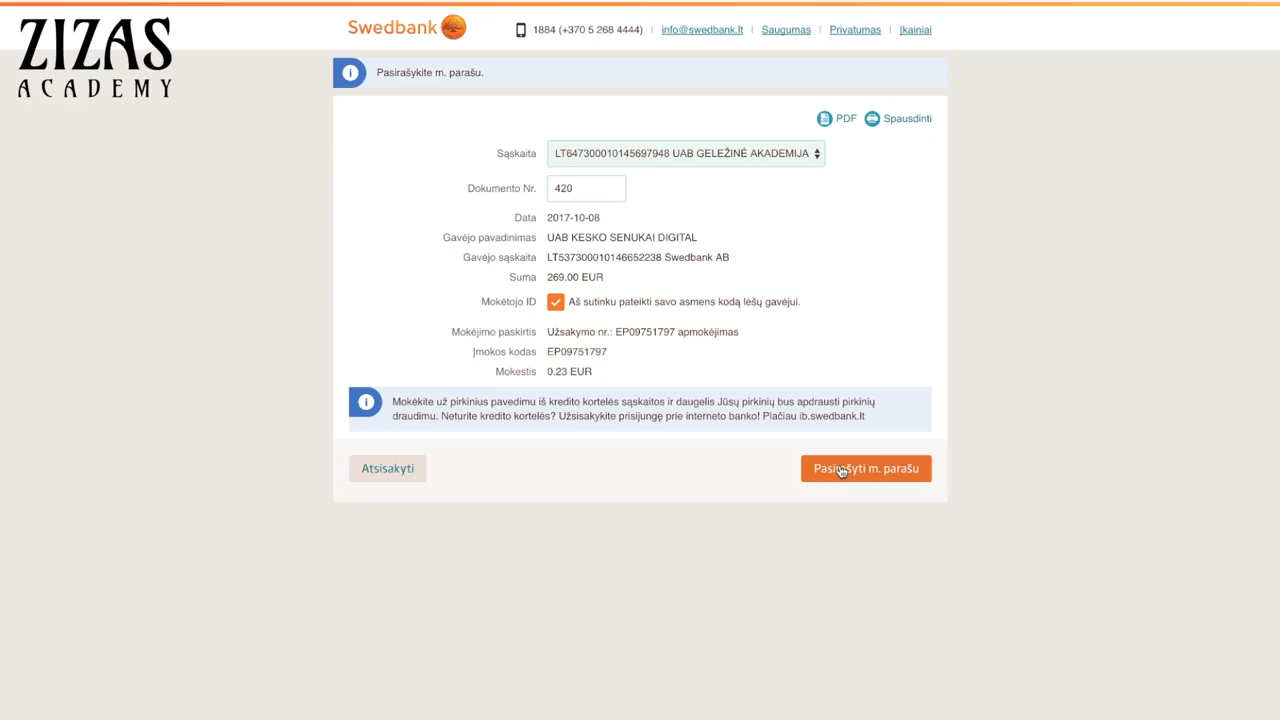 ZIZAS
ACADEMY
Swedbank
1884 (+370 5 268 4444)
info@swedbank.lt
Saugumas
Privatumas
Įkainiai
Pasirašykite m. parašu.
PDF
Spausdinti
Sąskaita LT647300010145697948 UAB GELEŽINĖ AKADEMIJA
Dokumento Nr. 420
Data 2017-10-08
Gavėjo pavadinimas UAB KESKO SENUKAI DIGITAL
Gavėjo sąskaita LT537300010146652238 Swedbank AB
Suma 269.00 EUR
Mokėtojo ID Aš sutinku pateikti savo asmens kodą lėšų gavėjui.
Mokėjimo paskirtis Užsakymo nr.: EP09751797 apmokėjimas
Įmokos kodas EP09751797
Mokestis 0.23 EUR
Mokėkite už pirkinius pavedimu iš kredito kortelės sąskaitos ir daugelis Jūsų pirkinių bus apdrausti pirkinių
draudimu. Neturite kredito kortelės? Užsisakykite prisijungę prie interneto banko! Plačiau ib.swedbank.lt
Atsisakyti
Pasirašyti m. parašu